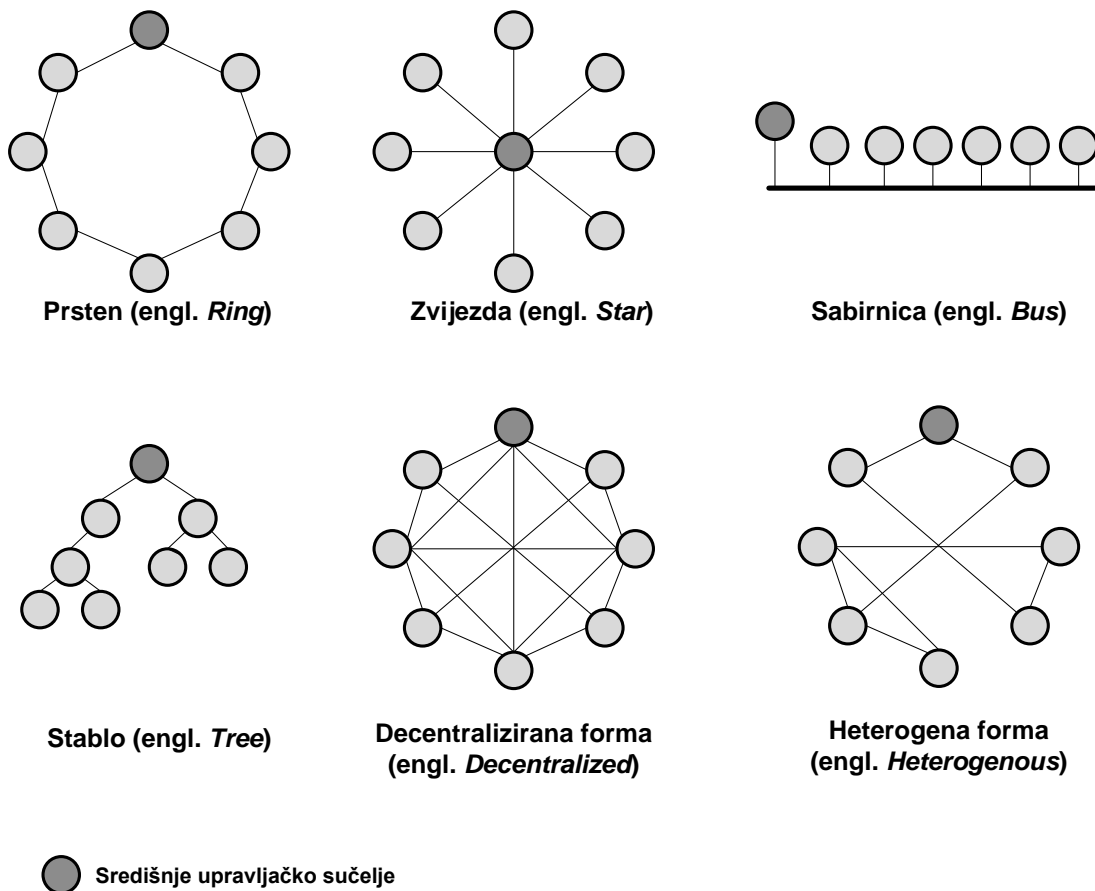 Prsten (engl. Ring)
Zvijezda (engl. Star)
Sabirnica (engl. Bus)
Stablo (engl. Tree)
Decentralizirana forma
(engl. Decentralized)
Heterogena forma
(engl. Heterogenous)
Središnje upravljačko sučelje